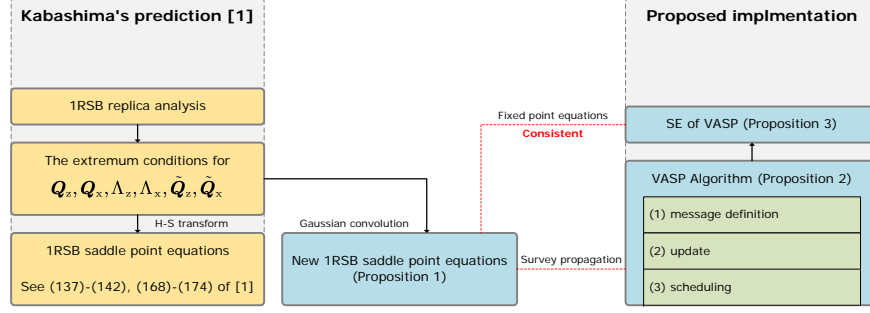 Kabashima's prediction [1]
1RSB replica analysis
The extremum conditions for
Q_z, Q_x, Λ_z, Λ_x, Q̃_z, Q̃_x
H-S transform
1RSB saddle point equations
See (137)-(142), (168)-(174) of [1]
Gaussian convolution
New 1RSB saddle point equations
(Proposition 1)
Fixed point equations
Consistent
Survey propagation
Proposed implmentation
SE of VASP (Proposition 3)
VASP Algorithm (Proposition 2)
(1) message definition
(2) update
(3) scheduling